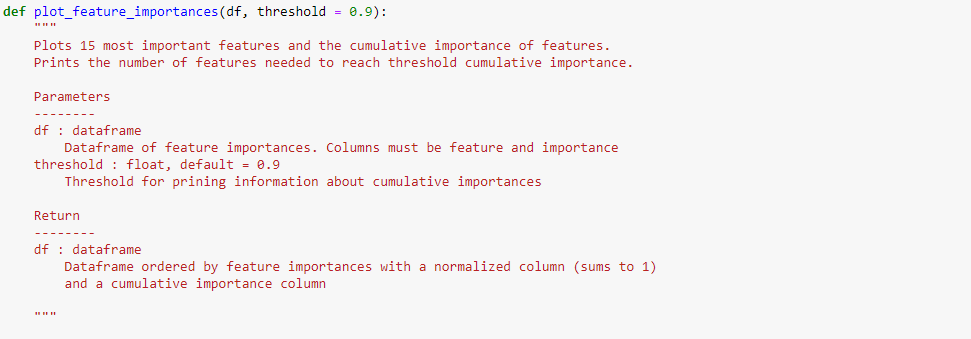 def plot_feature_importances(df, threshold = 0.9):
    """
    Plots 15 most important features and the cumulative importance of features.
    Prints the number of features needed to reach threshold cumulative importance.
    
    Parameters
    --------
    df : dataframe
        Dataframe of feature importances. Columns must be feature and importance
    threshold : float, default = 0.9
        Threshold for prining information about cumulative importances
    
    Return
    --------
    df : dataframe
        Dataframe ordered by feature importances with a normalized column (sums to 1)
        and a cumulative importance column
    
    """